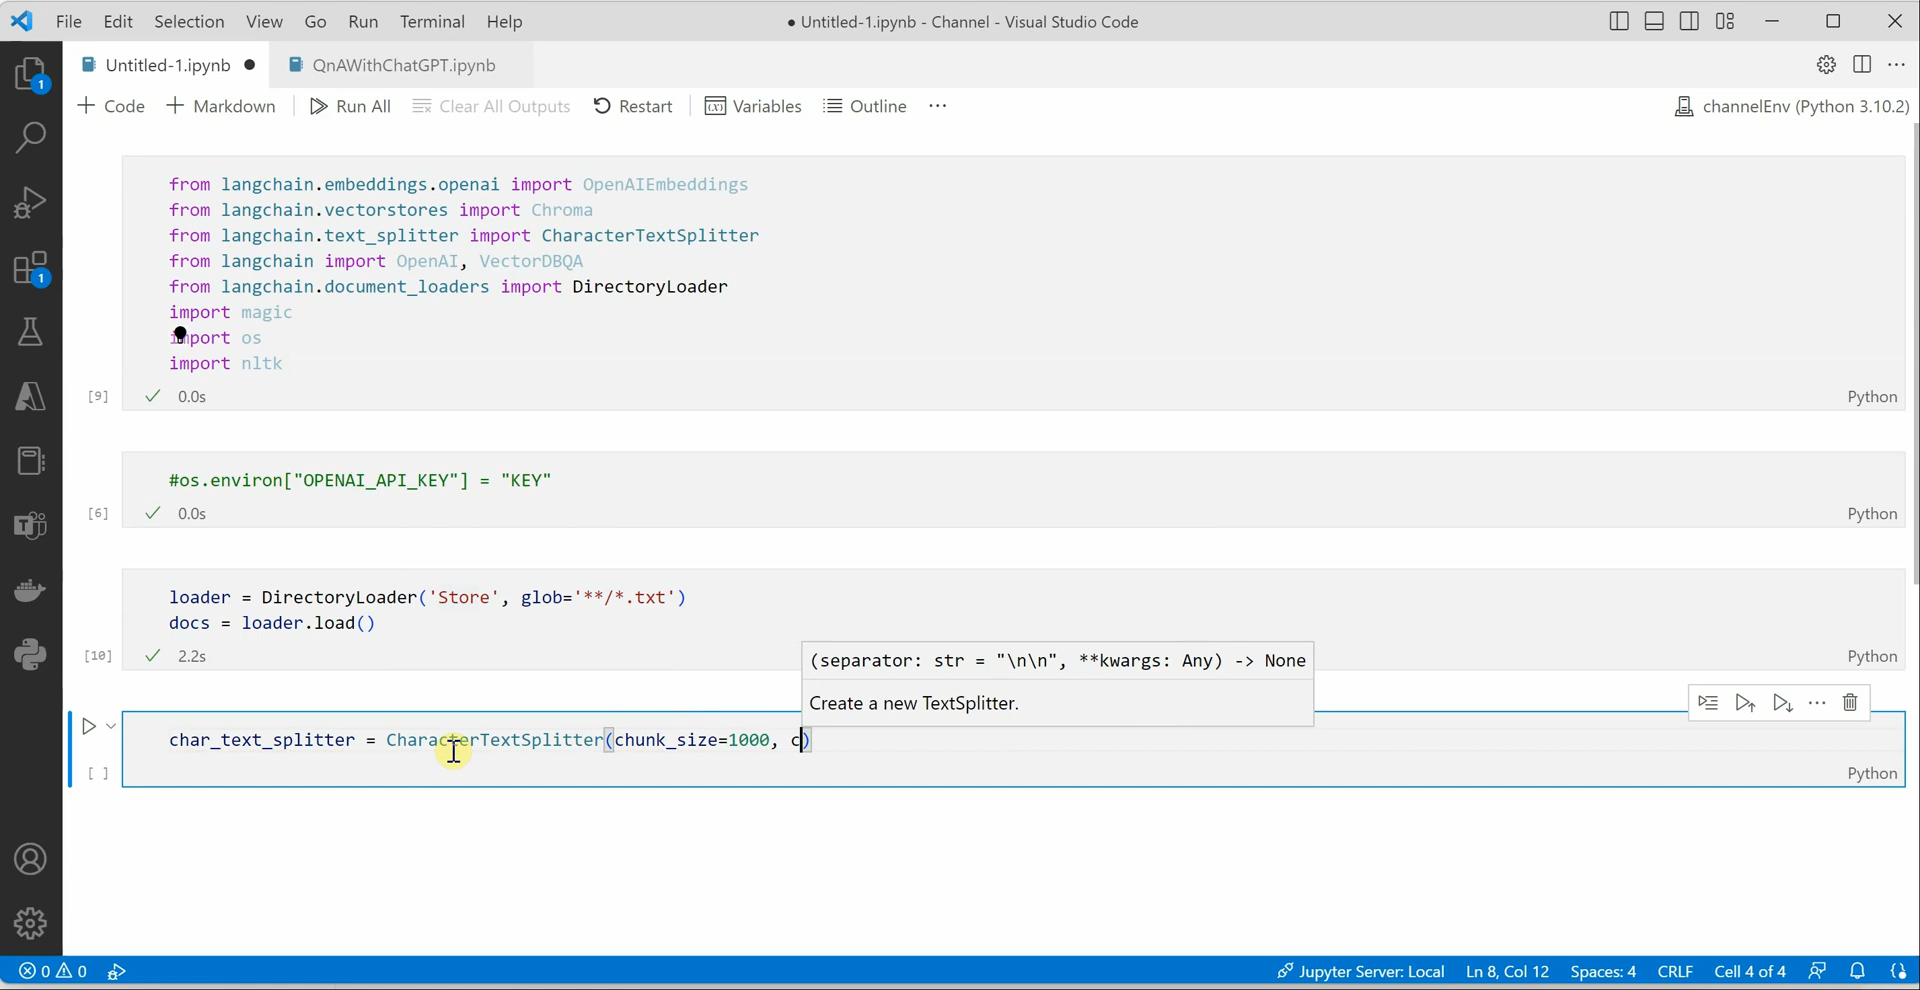 File Edit Selection View Go Run Terminal Help ● Untitled-1.ipynb - Channel - Visual Studio Code
1 Untitled-1.ipynb ● QnAWithChatGPT.ipynb
+ Code + Markdown Run All Clear All Outputs Restart Variables Outline ··· channelEnv (Python 3.10.2)
from langchain.embeddings.openai import OpenAIEmbeddings
from langchain.vectorstores import Chroma
from langchain.text_splitter import CharacterTextSplitter
from langchain import OpenAI, VectorDBQA
1
from langchain.document_loaders import DirectoryLoader
import magic
import os
import nltk
[9] ✓ 0.0s Python
#os.environ["OPENAI_API_KEY"] = "KEY"
[6] ✓ 0.0s Python
loader = DirectoryLoader('Store', glob='**/*.txt')
docs = loader.load()
[10] ✓ 2.2s Python
(separator: str = "\n\n", **kwargs: Any) -> None
Create a new TextSplitter.
char_text_splitter = CharacterTextSplitter(chunk_size=1000, c)
[ ] Python
0 0 Jupyter Server: Local Ln 8, Col 12 Spaces: 4 CRLF Cell 4 of 4